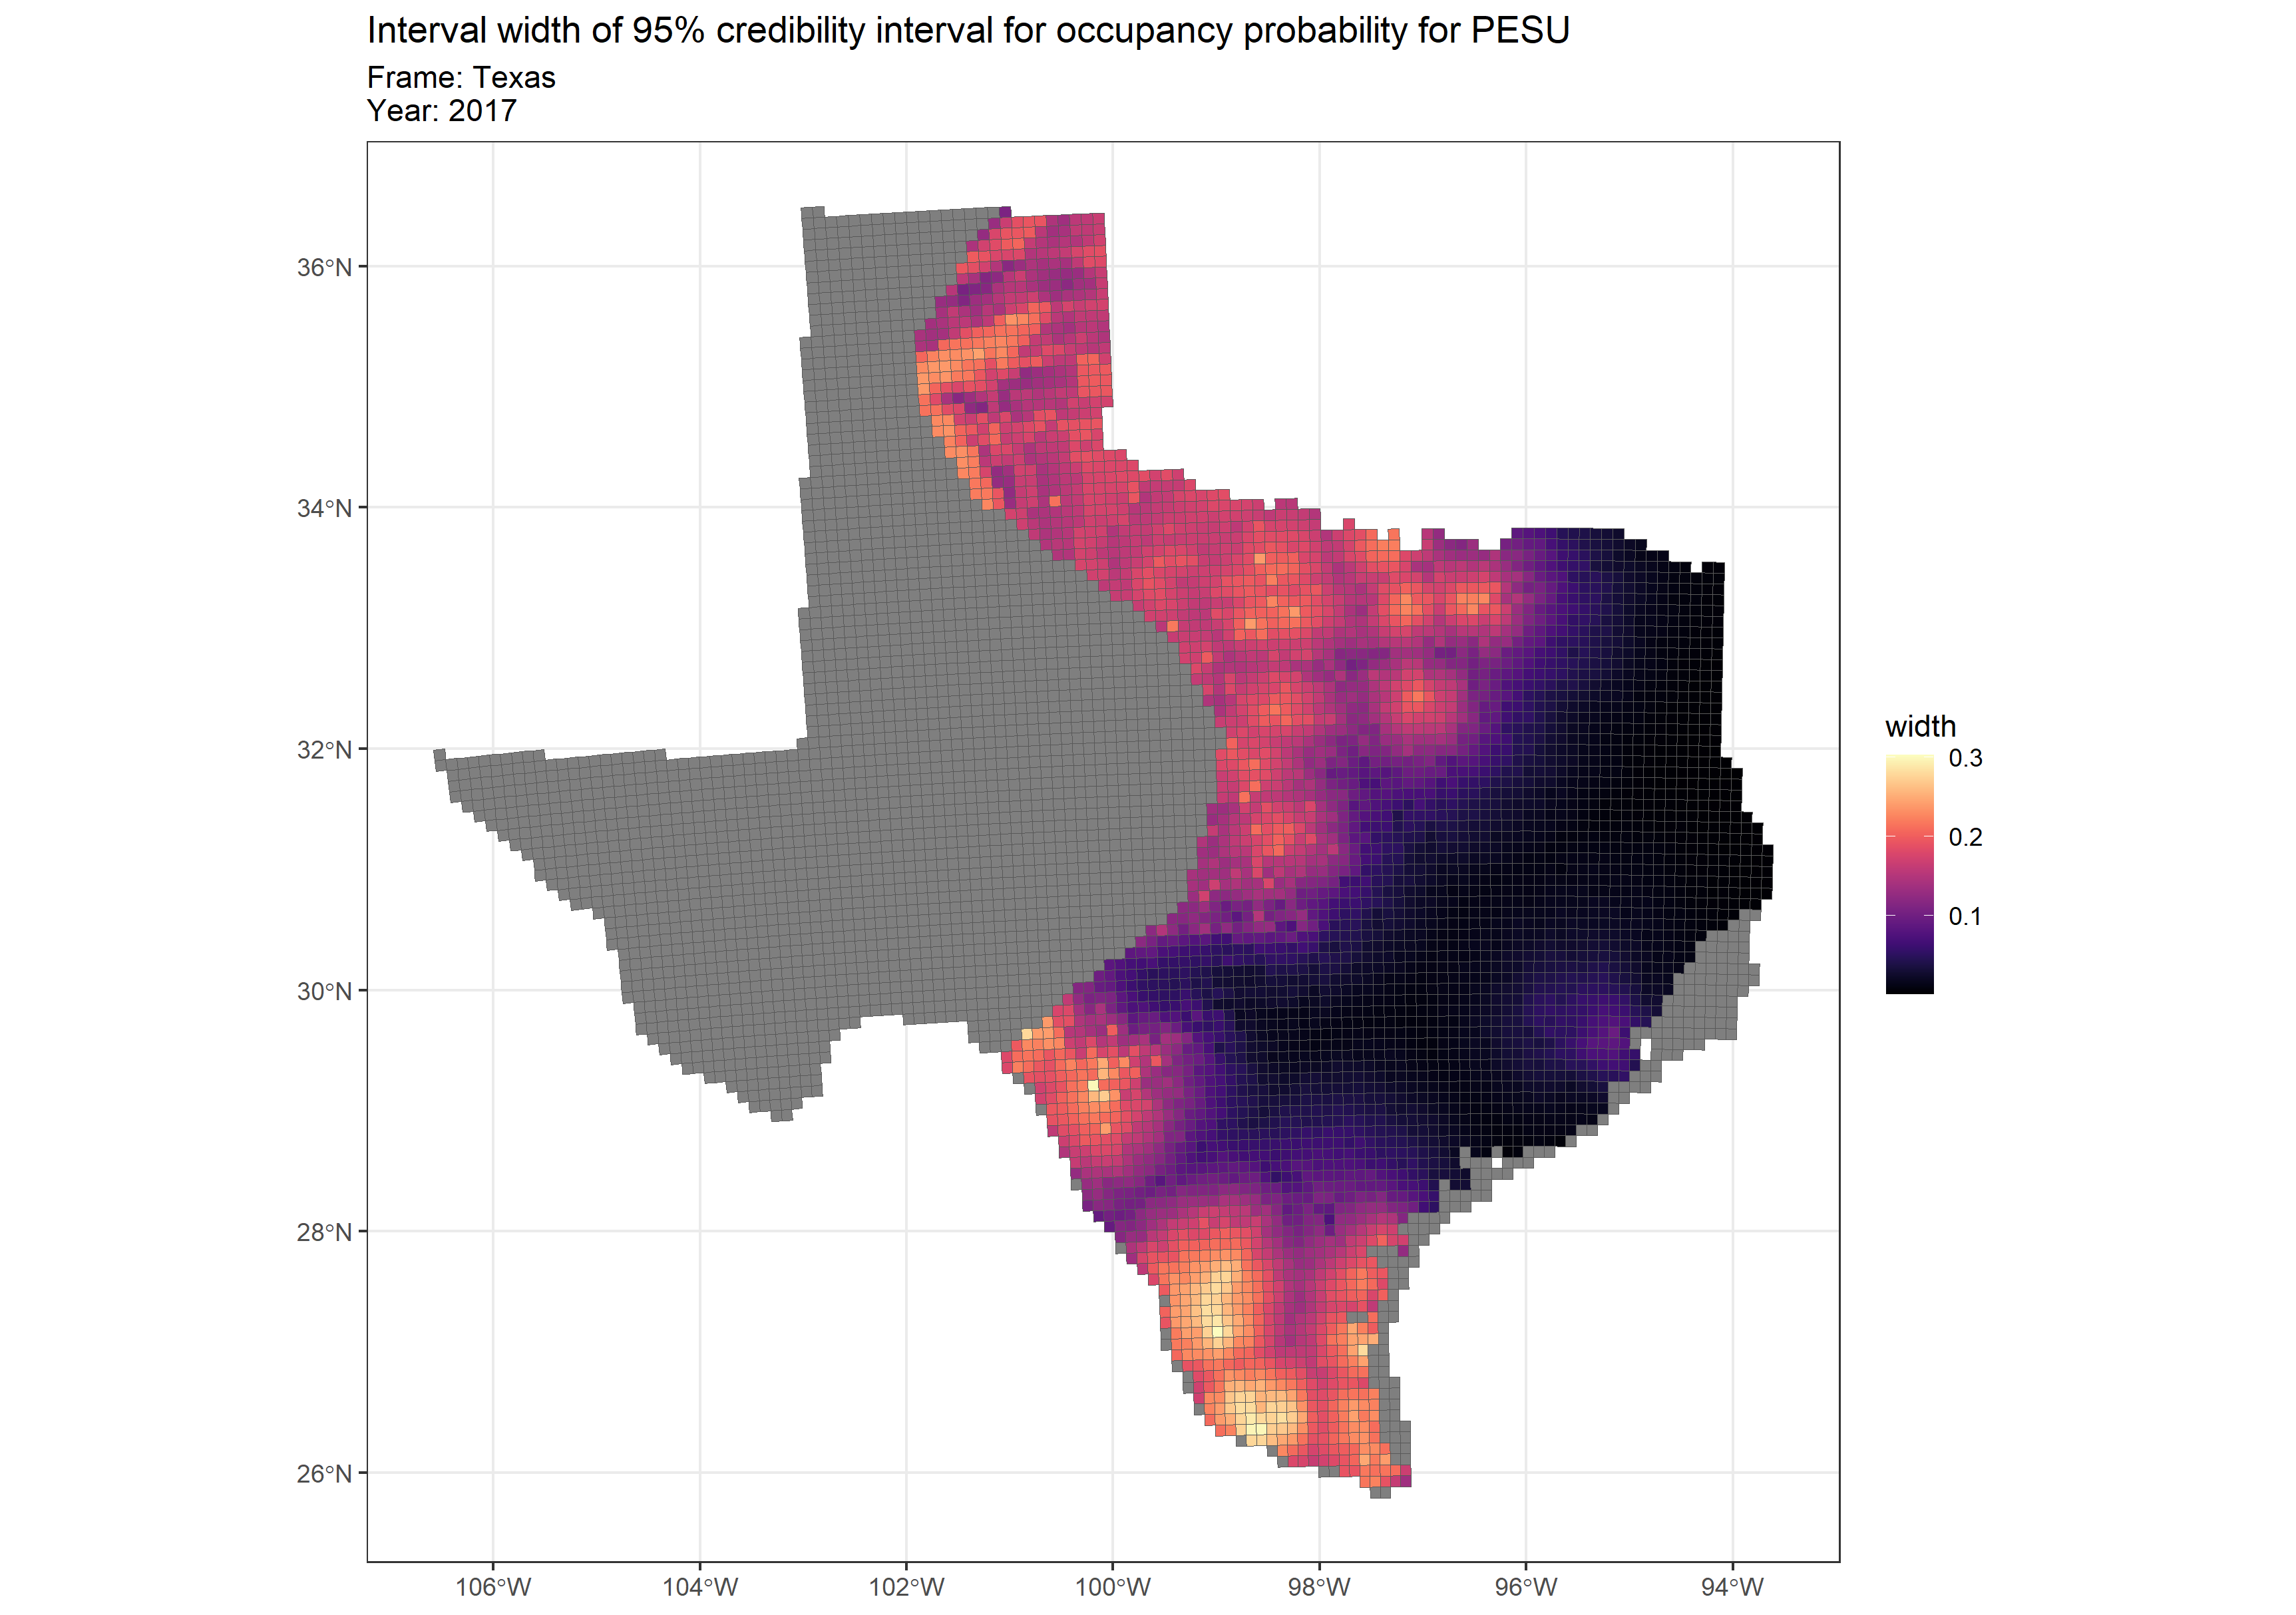 Interval width of 95% credibility interval for occupancy probability for PESU
Frame: Texas
Year: 2017
36°N
34°N
32°N
30°N
28°N
26°N
106°W
104°W
102°W
100°W
98°W
96°W
94°W
width
0.3
0.2
0.1